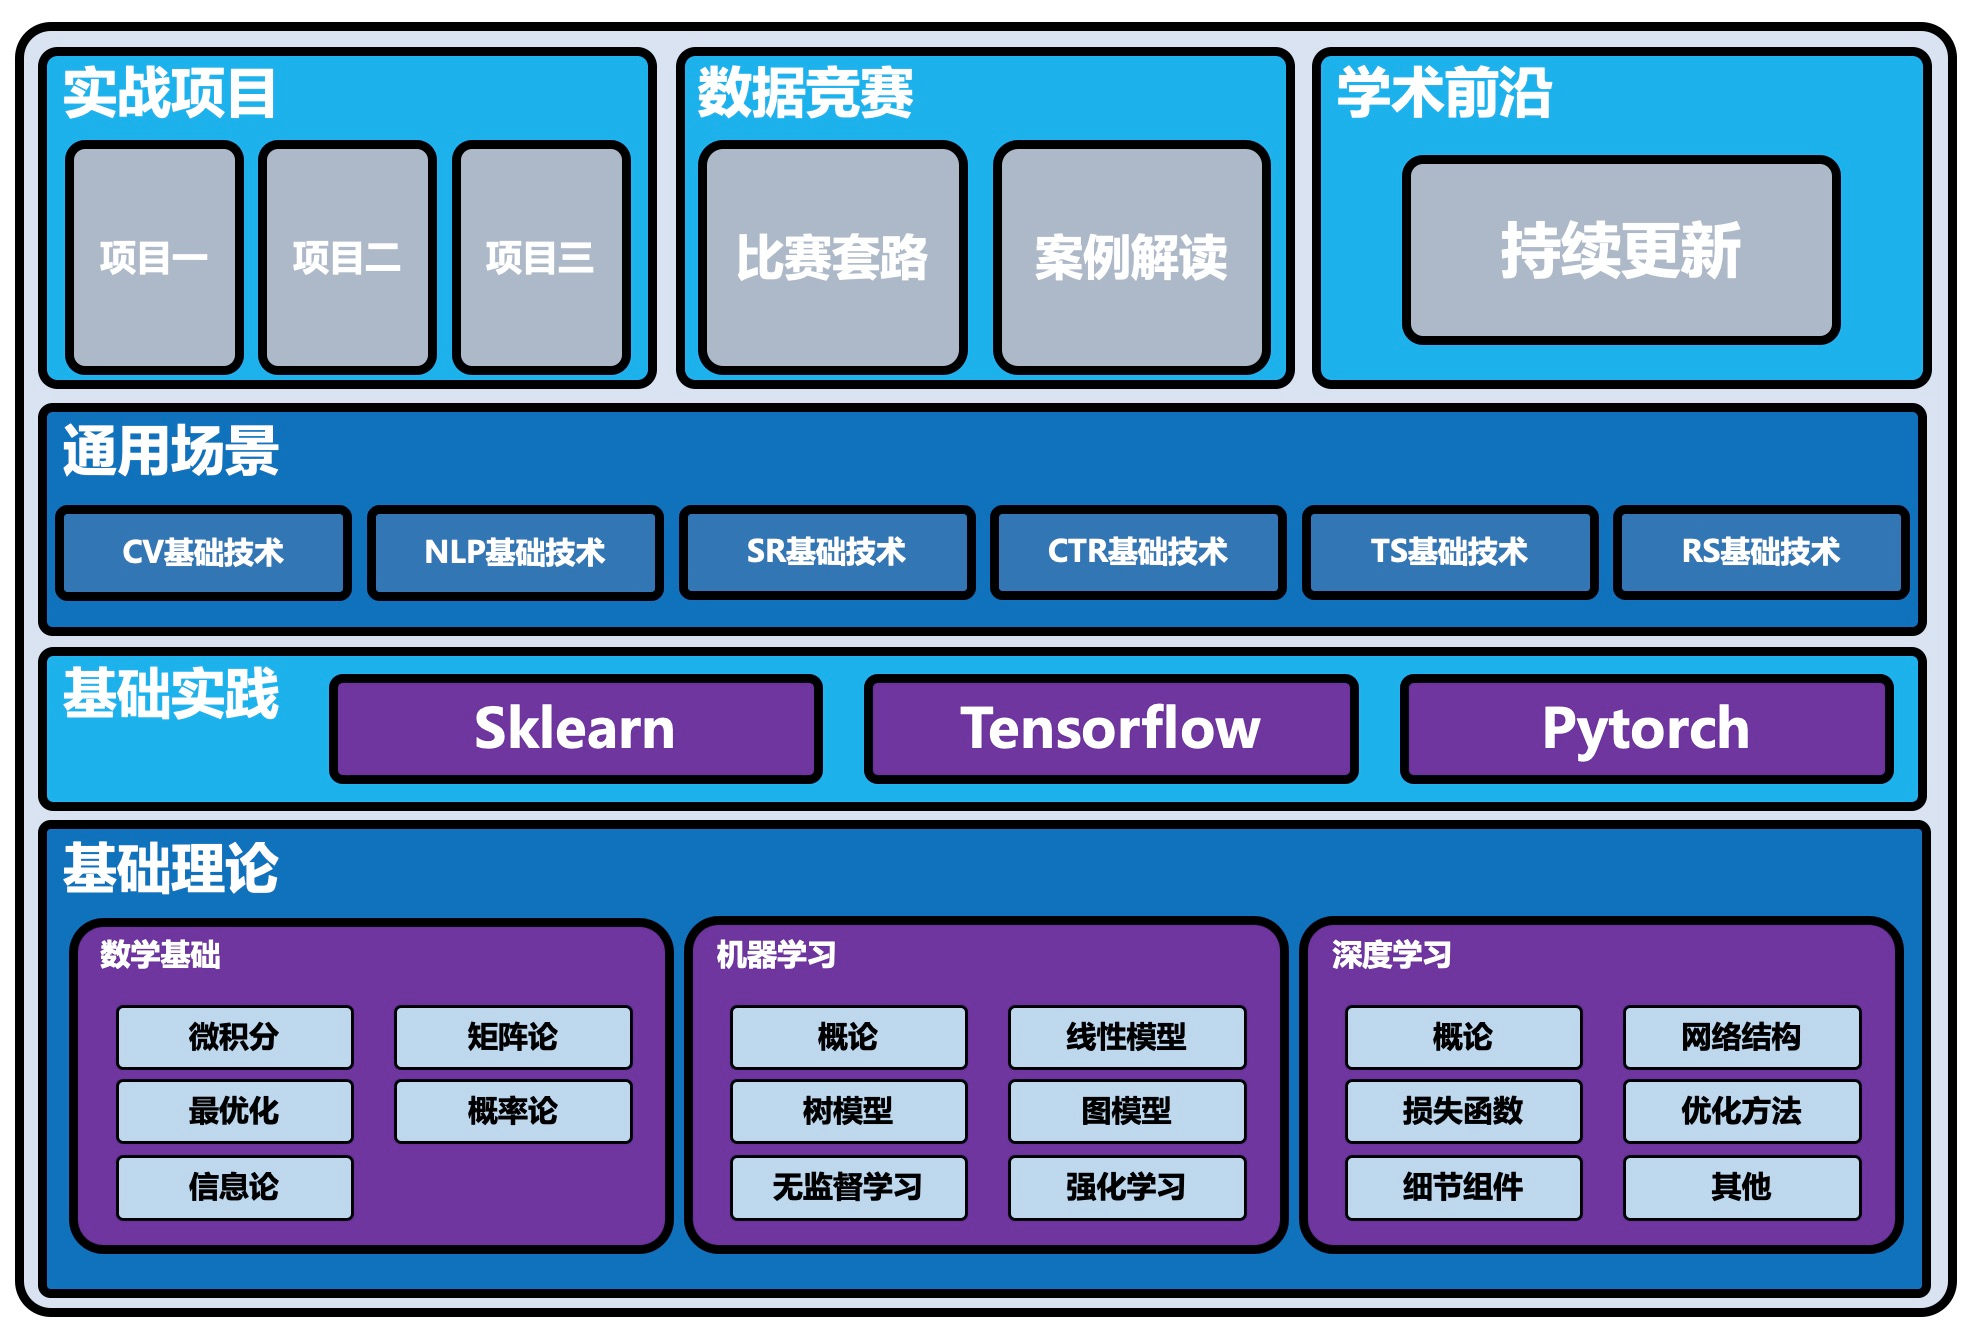 实战项目
项目一
项目二
项目三
数据竞赛
比赛套路
案例解读
学术前沿
持续更新
通用场景
CV基础技术
NLP基础技术
SR基础技术
CTR基础技术
TS基础技术
RS基础技术
基础实践
Sklearn
Tensorflow
Pytorch
基础理论
数学基础
微积分
矩阵论
最优化
概率论
信息论
机器学习
概论
线性模型
树模型
图模型
无监督学习
强化学习
深度学习
概论
网络结构
损失函数
优化方法
细节组件
其他